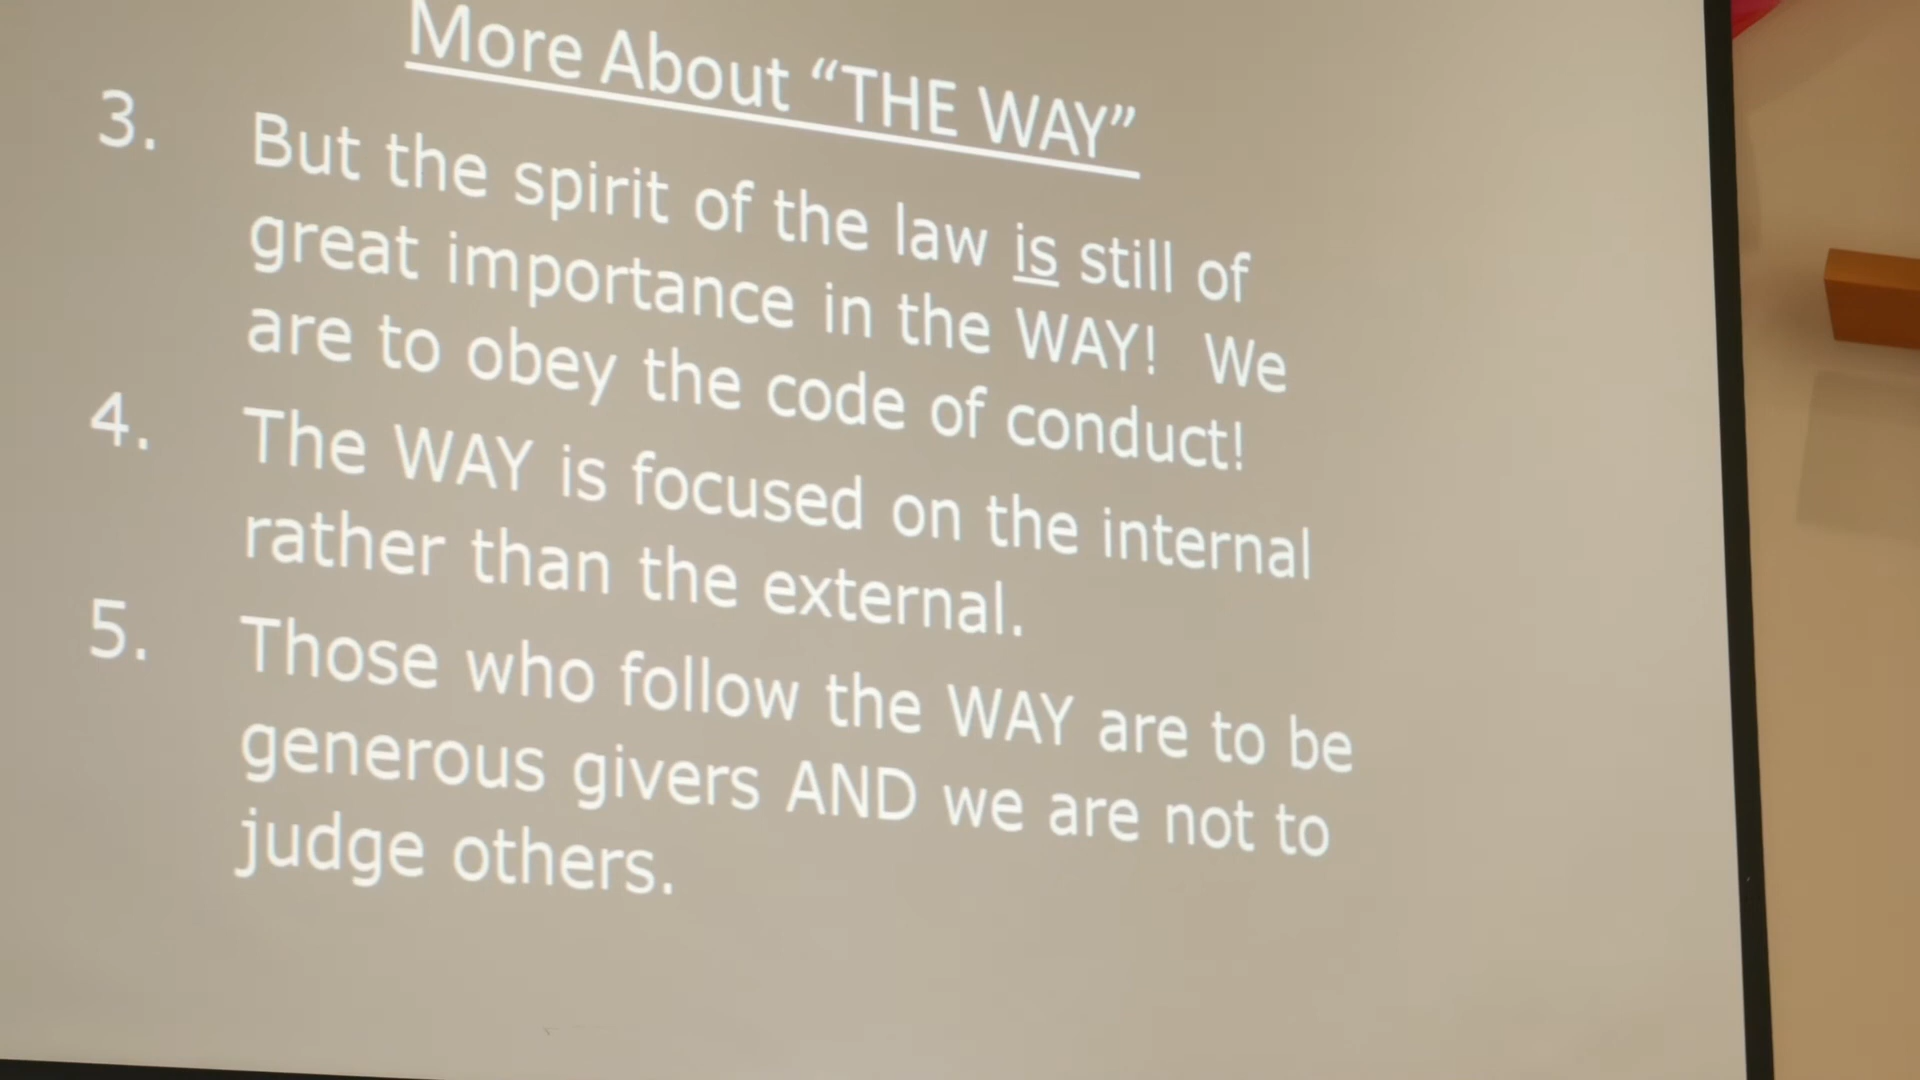 More About “THE WAY”
3. But the spirit of the law is still of
great importance in the WAY!  We
are to obey the code of conduct!
4. The WAY is focused on the internal
rather than the external.
5. Those who follow the WAY are to be
generous givers AND we are not to
judge others.